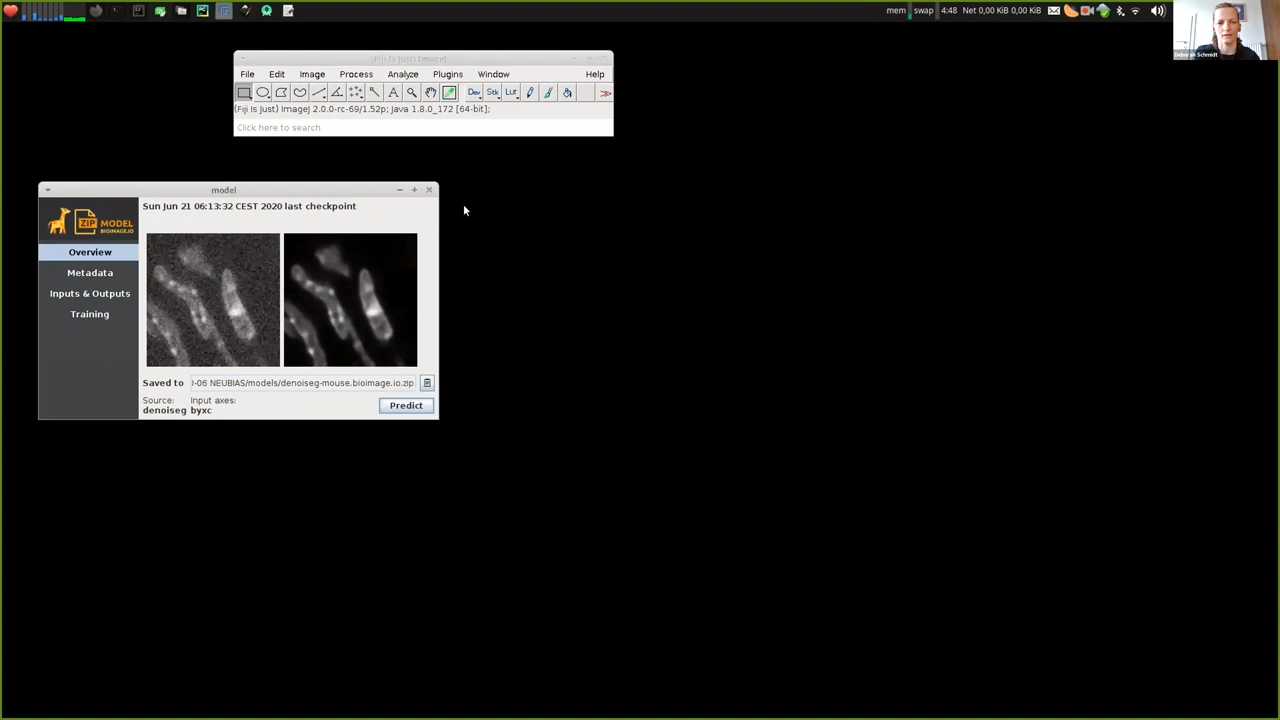 mem swap 4:48 Net 0,00 KiB 0,00 KiB
Deborah Schmidt
(Fiji Is Just) ImageJ
File Edit Image Process Analyze Plugins Window Help
Dev Stk Lut
(Fiji Is Just) ImageJ 2.0.0-rc-69/1.52p; Java 1.8.0_172 [64-bit];
Click here to search
model
ZIP MODEL
BIOIMAGE.IO
Sun Jun 21 06:13:32 CEST 2020 last checkpoint
Overview
Metadata
Inputs & Outputs
Training
Saved to )-06 NEUBIAS/models/denoiseg-mouse.bioimage.io.zip
Source: Input axes:
denoiseg byxc
Predict